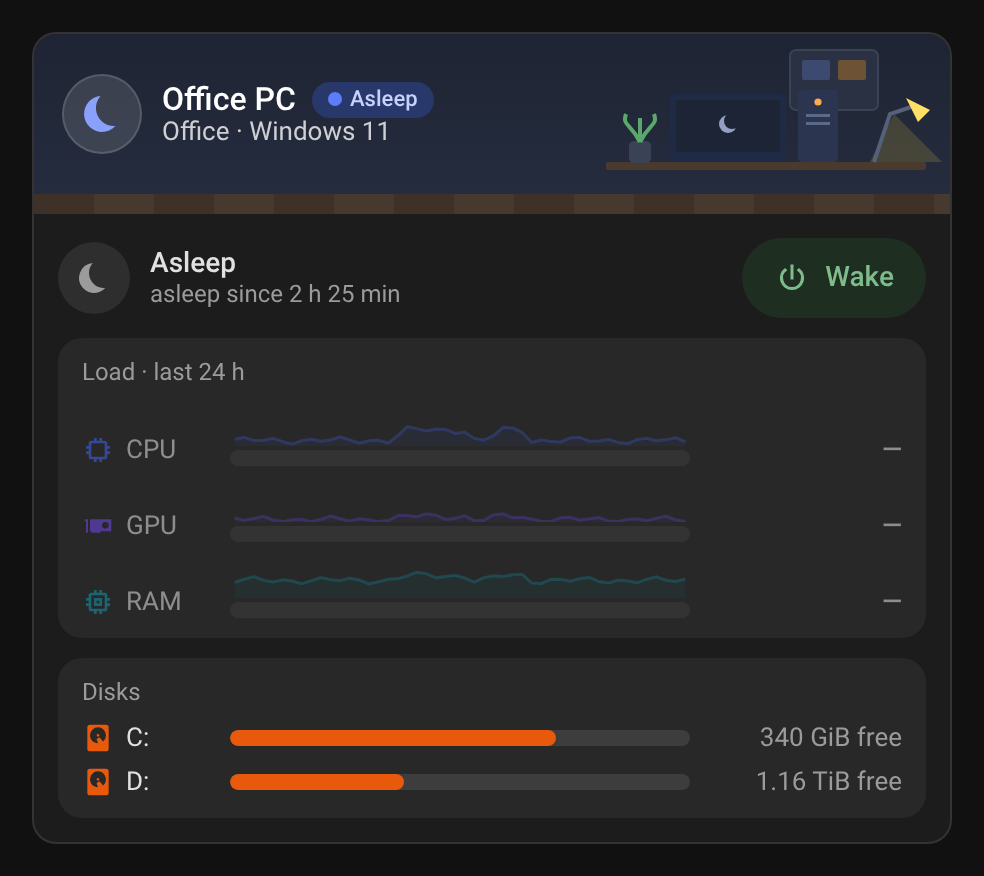 Office PC Asleep
Office · Windows 11
Asleep
asleep since 2 h 25 min
Wake
Load · last 24 h
CPU –
GPU –
RAM –
Disks
C: 340 GiB free
D: 1.16 TiB free